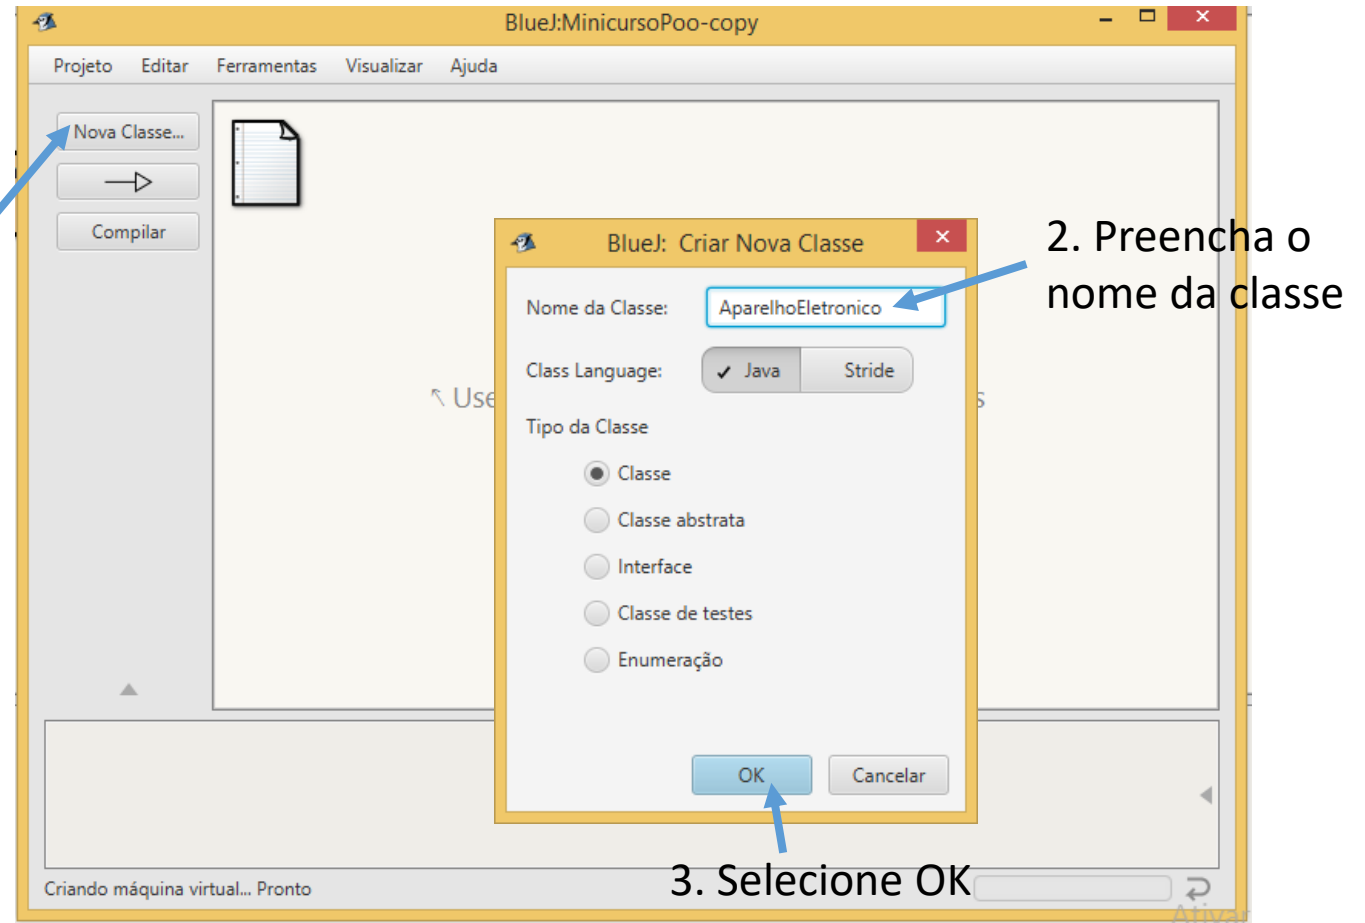 BlueJ:MinicursoPoo-copy
Projeto Editar Ferramentas Visualizar Ajuda
Nova Classe...
Compilar
BlueJ: Criar Nova Classe
2. Preencha o
nome da classe
Nome da Classe: AparelhoEletronico
Class Language: ✓ Java Stride
Use
Tipo da Classe
Classe
Classe abstrata
Interface
Classe de testes
Enumeração
OK Cancelar
3. Selecione OK
Criando máquina virtual... Pronto
Ativar